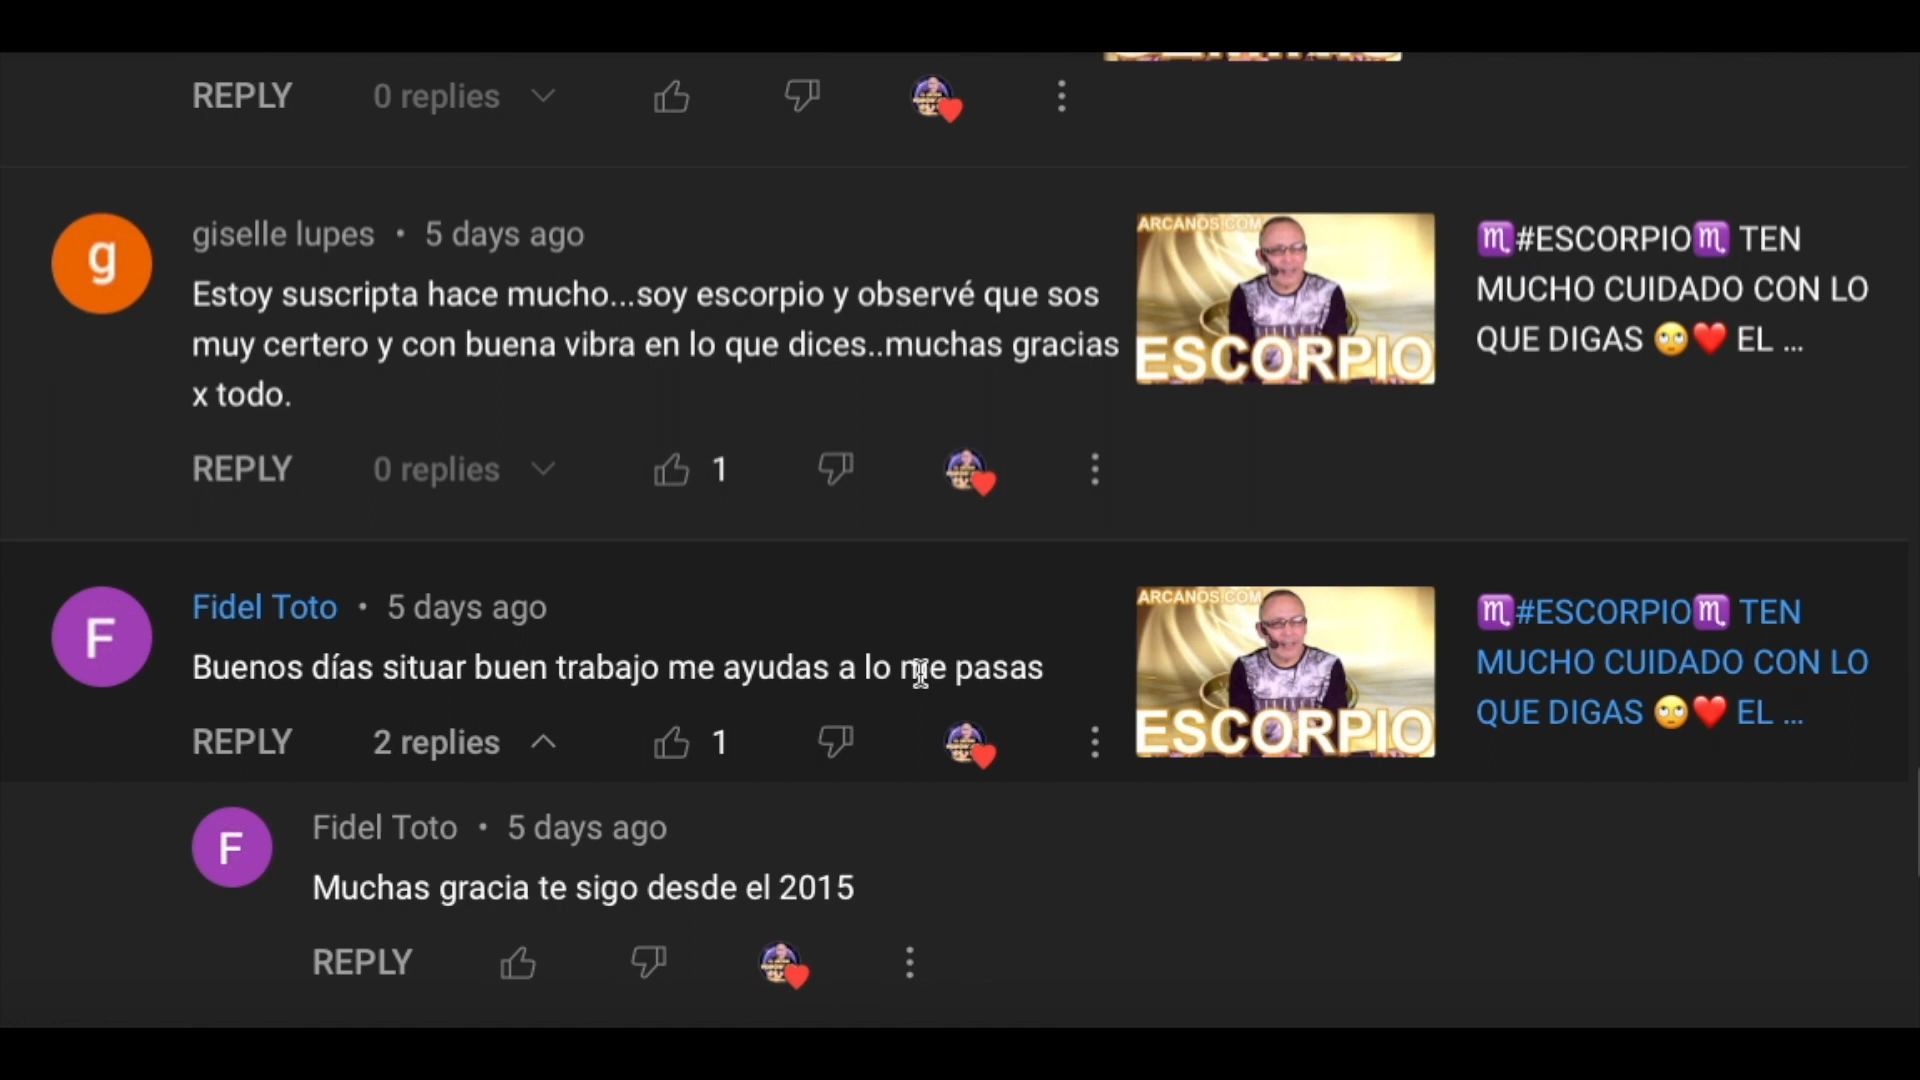 REPLY 0 replies
g
giselle lupes • 5 days ago
Estoy suscripta hace mucho...soy escorpio y observé que sos
muy certero y con buena vibra en lo que dices..muchas gracias
x todo.
REPLY 0 replies 1
ARCANOS.COM
ESCORPIO
♏#ESCORPIO♏ TEN
MUCHO CUIDADO CON LO
QUE DIGAS 🙄❤️ EL ...
F
Fidel Toto • 5 days ago
Buenos días situar buen trabajo me ayudas a lo me pasas
REPLY 2 replies 1
ARCANOS.COM
ESCORPIO
♏#ESCORPIO♏ TEN
MUCHO CUIDADO CON LO
QUE DIGAS 🙄❤️ EL ...
F
Fidel Toto • 5 days ago
Muchas gracia te sigo desde el 2015
REPLY